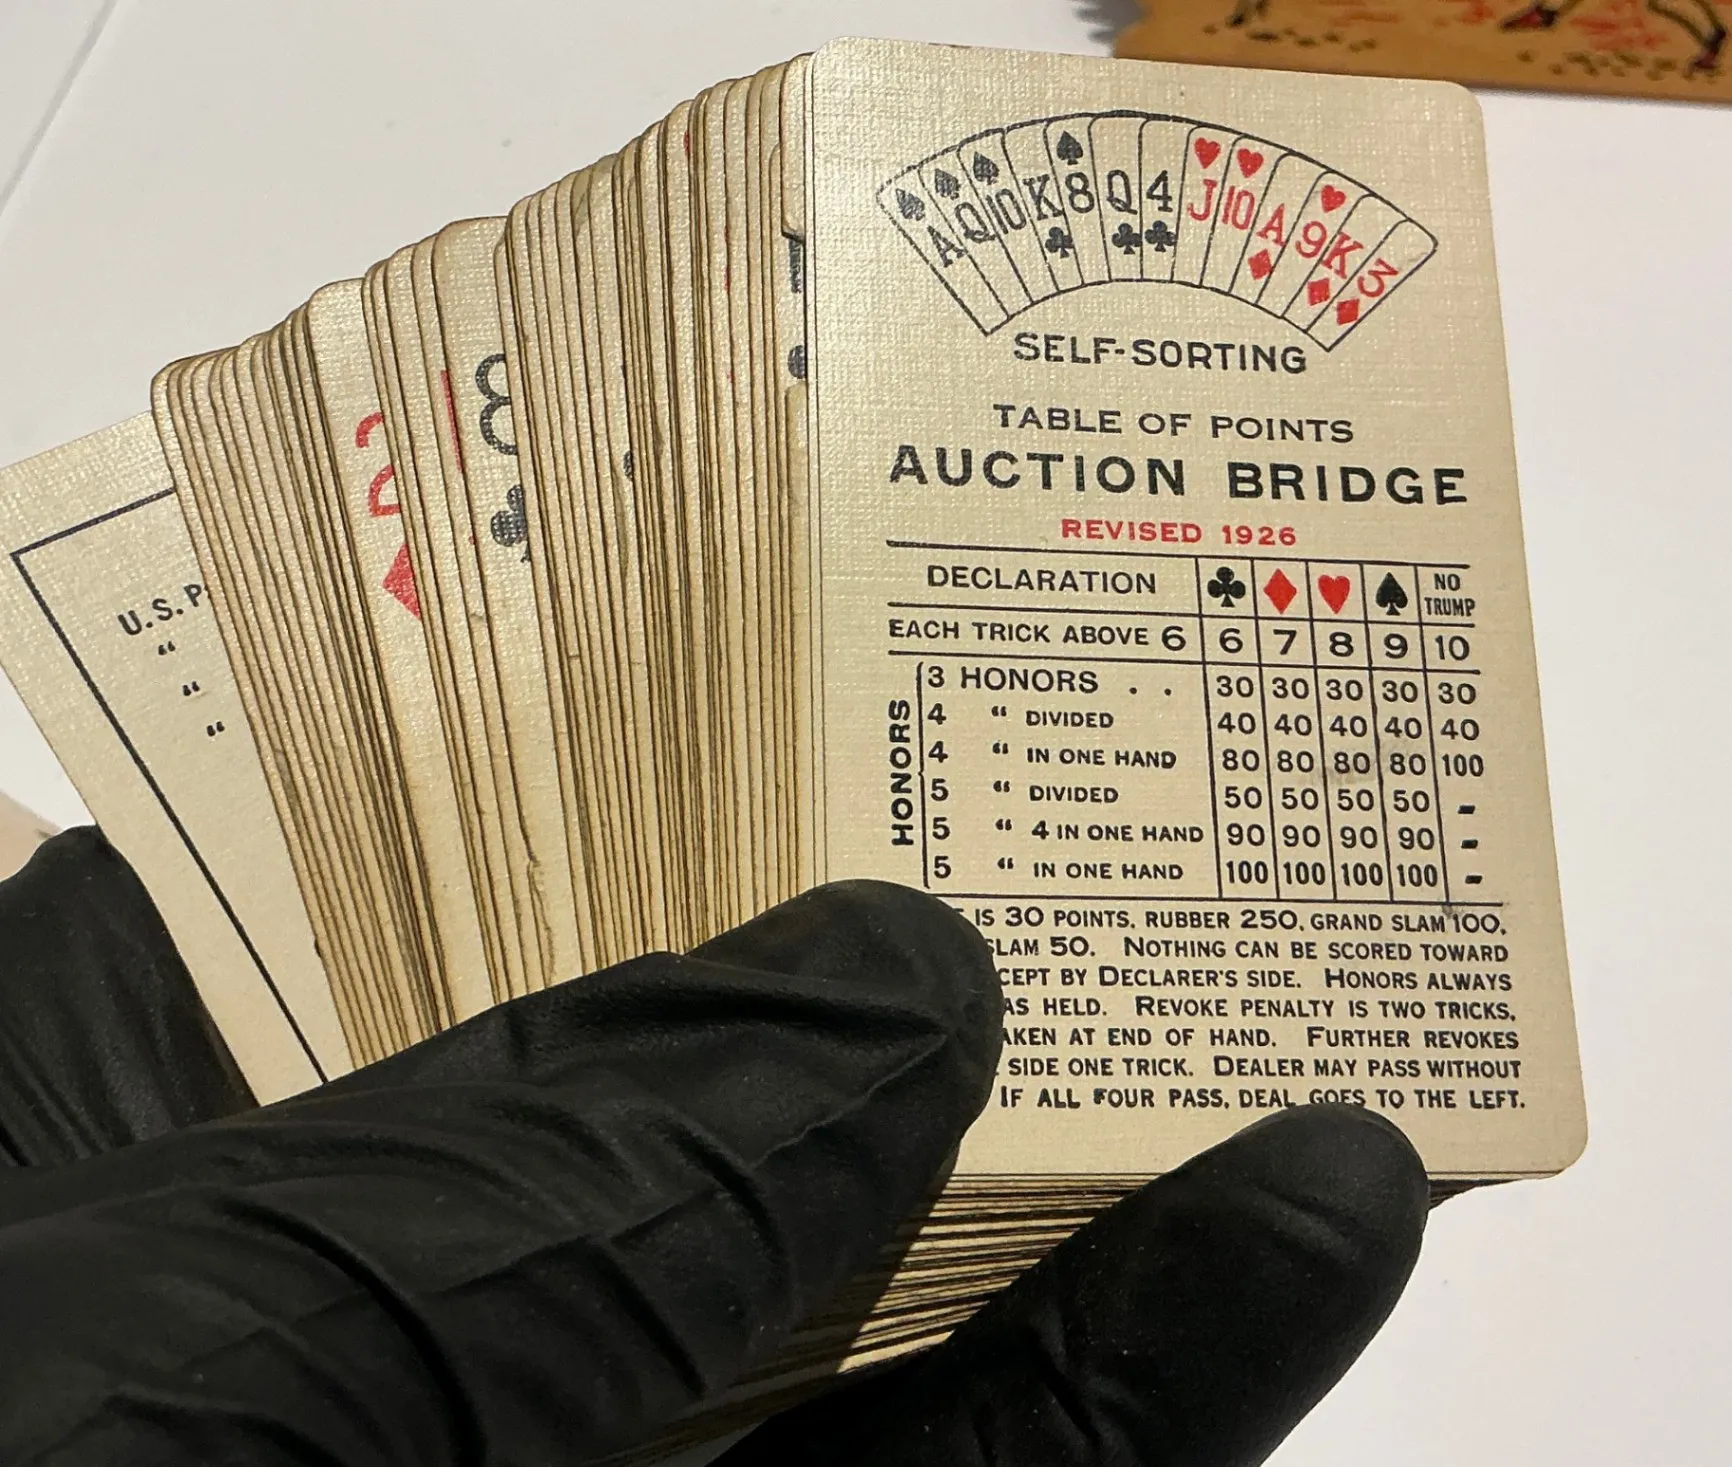 A Q 10 K 8 Q 4 J 10 A 9 K 3
SELF-SORTING
TABLE OF POINTS
AUCTION BRIDGE
REVISED 1926
DECLARATION ♣ ♦ ♥ ♠ NO TRUMP
EACH TRICK ABOVE 6 6 7 8 9 10
HONORS
3 HONORS . . 30 30 30 30 30
4 “ DIVIDED 40 40 40 40 40
4 “ IN ONE HAND 80 80 80 80 100
5 “ DIVIDED 50 50 50 50 -
5 “ 4 IN ONE HAND 90 90 90 90 -
5 “ IN ONE HAND 100 100 100 100 -
IS 30 POINTS, RUBBER 250, GRAND SLAM 100,
SLAM 50. NOTHING CAN BE SCORED TOWARD
BY DECLARER'S SIDE. HONORS ALWAYS
AS HELD. REVOKE PENALTY IS TWO TRICKS,
AT END OF HAND. FURTHER REVOKES
SIDE ONE TRICK. DEALER MAY PASS WITHOUT
IF ALL FOUR PASS, DEAL GOES TO THE LEFT.
U.S.
“
“
“
2
8